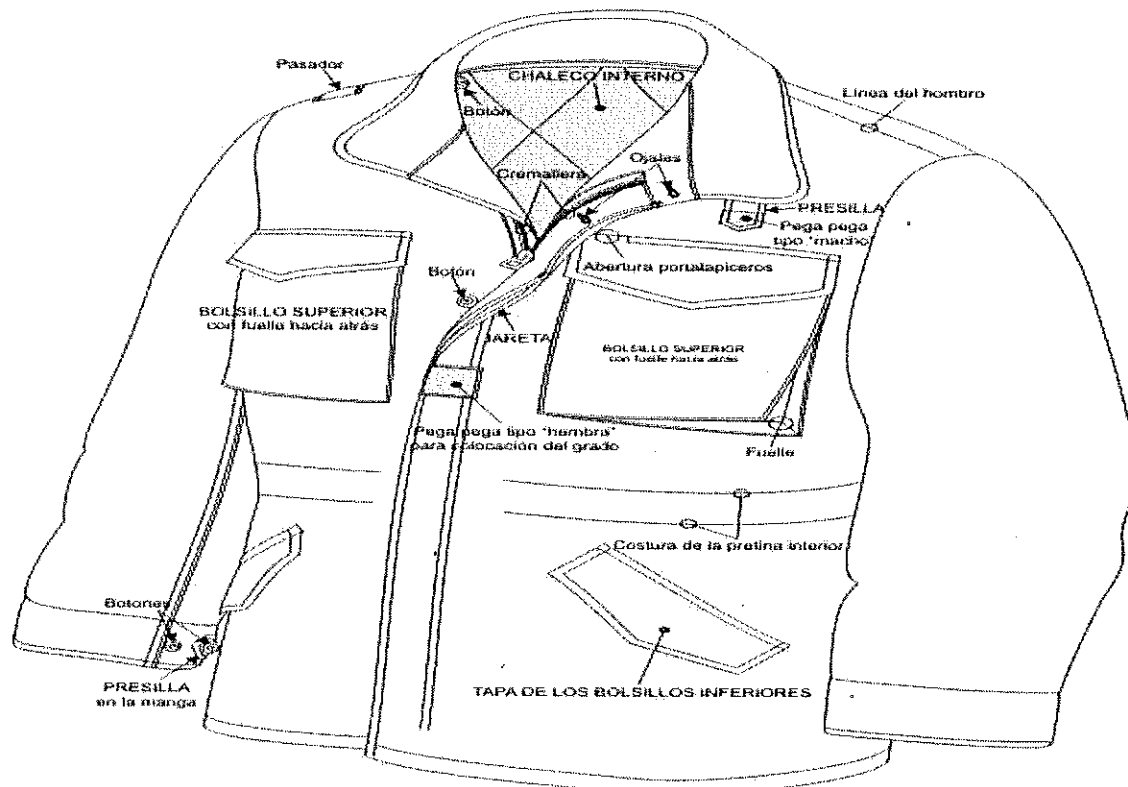 Pasador
CHALECO INTERNO
Línea del hombro
Botón
Ojales
Cremallera
PRESILLA
Pega pega
tipo "macho"
Abertura portalapiceros
Botón
BOLSILLO SUPERIOR
con fuelle hacia atrás
JARETA
BOLSILLO SUPERIOR
con fuelle hacia atrás
Pega pega tipo "hembra"
para colocación del grado
Fuelle
Costura de la pretina interior
Botones
PRESILLA
en la manga
TAPA DE LOS BOLSILLOS INFERIORES